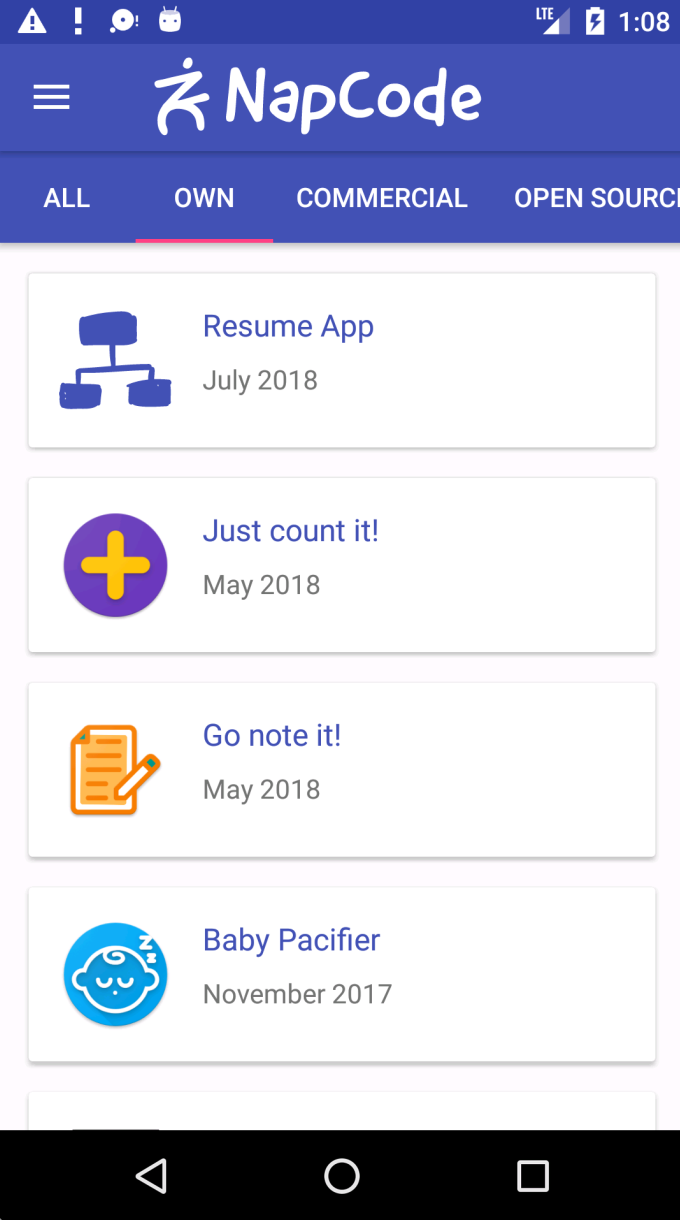 LTE 1:08
NapCode
ALL OWN COMMERCIAL OPEN SOURC
Resume App
July 2018
Just count it!
May 2018
Go note it!
May 2018
Baby Pacifier
November 2017